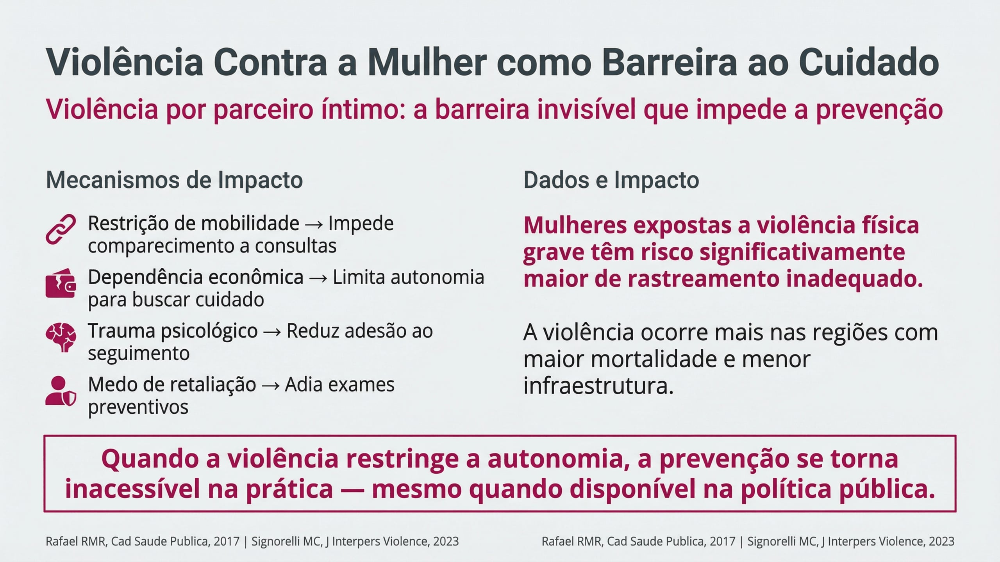 Violência Contra a Mulher como Barreira ao Cuidado
Violência por parceiro íntimo: a barreira invisível que impede a prevenção
Mecanismos de Impacto
Restrição de mobilidade → Impede
comparecimento a consultas
Dependência econômica → Limita autonomia
para buscar cuidado
Trauma psicológico → Reduz adesão ao
seguimento
Medo de retaliação → Adia exames
preventivos
Dados e Impacto
Mulheres expostas a violência física
grave têm risco significativamente
maior de rastreamento inadequado.
A violência ocorre mais nas regiões com
maior mortalidade e menor
infraestrutura.
Quando a violência restringe a autonomia, a prevenção se torna
inacessível na prática — mesmo quando disponível na política pública.
Rafael RMR, Cad Saude Publica, 2017 | Signorelli MC, J Interpers Violence, 2023
Rafael RMR, Cad Saude Publica, 2017 | Signorelli MC, J Interpers Violence, 2023